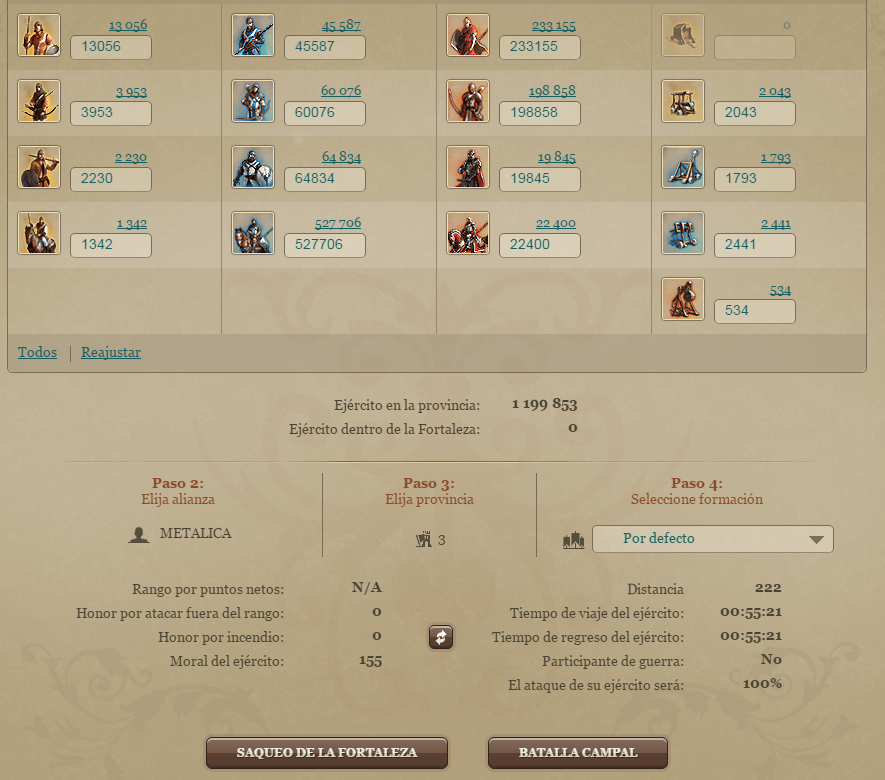 13 056 45 587 233 155 0
13056 45587 233155
3 953 60 076 198 858 2 043
3953 60076 198858 2043
2 230 64 834 19 845 1 793
2230 64834 19845 1793
1 342 527 706 22 400 2 441
1342 527706 22400 2441
534
534
Todos | Reajustar
Ejército en la provincia: 1 199 853
Ejército dentro de la Fortaleza: 0
Paso 2: Paso 3: Paso 4:
Elija alianza Elija provincia Seleccione formación
METALICA 3 Por defecto
Rango por puntos netos: N/A Distancia 222
Honor por atacar fuera del rango: 0 Tiempo de viaje del ejército: 00:55:21
Honor por incendio: 0 Tiempo de regreso del ejército: 00:55:21
Moral del ejército: 155 Participante de guerra: No
El ataque de su ejército será: 100%
SAQUEO DE LA FORTALEZA BATALLA CAMPAL